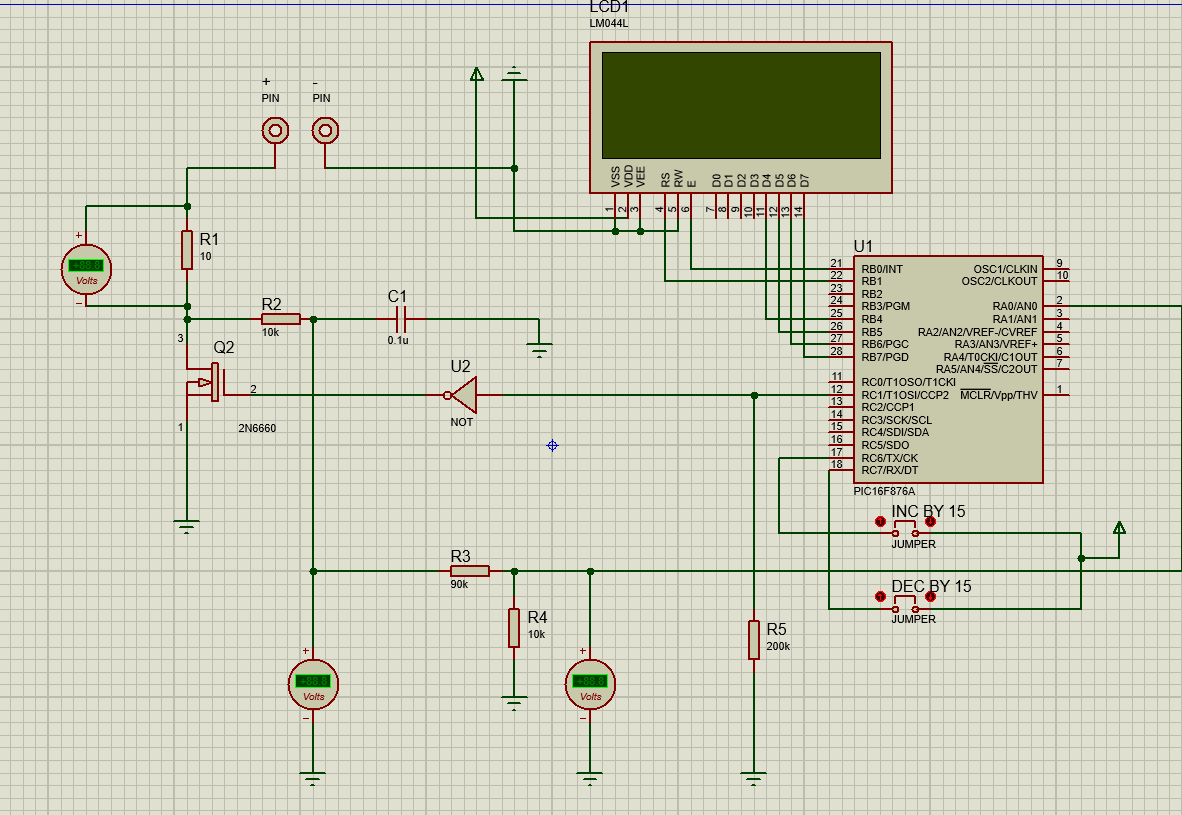 LCD1
LM044L
+ -
PIN PIN
VSS VDD VEE RS RW E D0 D1 D2 D3 D4 D5 D6 D7
1 2 3 4 5 6 7 8 9 10 11 12 13 14
+
+88.8
Volts
−
R1
10
R2
10k
C1
0.1u
3
Q2
2
1
2N6660
U2
NOT
U1
21 RB0/INT OSC1/CLKIN 9
22 RB1 OSC2/CLKOUT 10
23 RB2
24 RB3/PGM RA0/AN0 2
25 RB4 RA1/AN1 3
26 RB5 RA2/AN2/VREF-/CVREF 4
27 RB6/PGC RA3/AN3/VREF+ 5
28 RB7/PGD RA4/T0CKI/C1OUT 6
RA5/AN4/SS/C2OUT 7
11 RC0/T1OSO/T1CKI
12 RC1/T1OSI/CCP2 MCLR/Vpp/THV 1
13 RC2/CCP1
14 RC3/SCK/SCL
15 RC4/SDI/SDA
16 RC5/SDO
17 RC6/TX/CK
18 RC7/RX/DT
PIC16F876A
INC BY 15
JUMPER
DEC BY 15
JUMPER
R3
90k
R4
10k
R5
200k
+
+88.8
Volts
−
+
+88.8
Volts
−